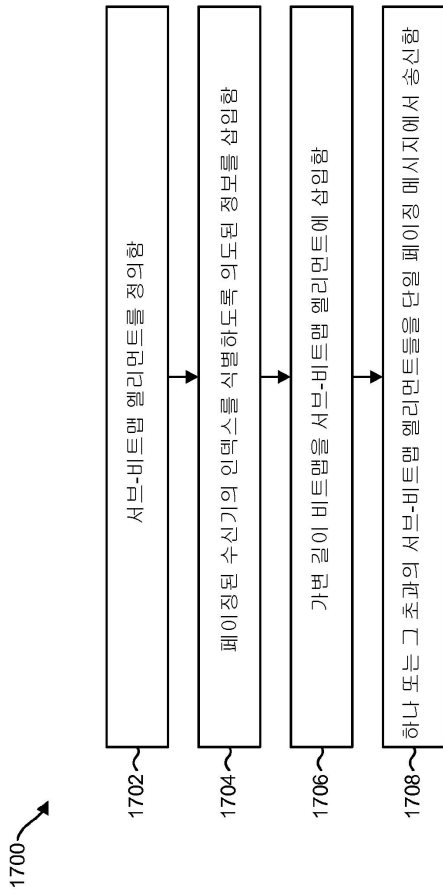 1700
서브-비트맵 엘리먼트를 정의함
1702
페이징된 수신기의 인덱스를 식별하도록 의도된 정보를 삽입함
1704
가변 길이 비트맵을 서브-비트맵 엘리먼트에 삽입함
1706
하나 또는 그 초과의 서브-비트맵 엘리먼트들을 단일 페이징 메시지에서 송신함
1708